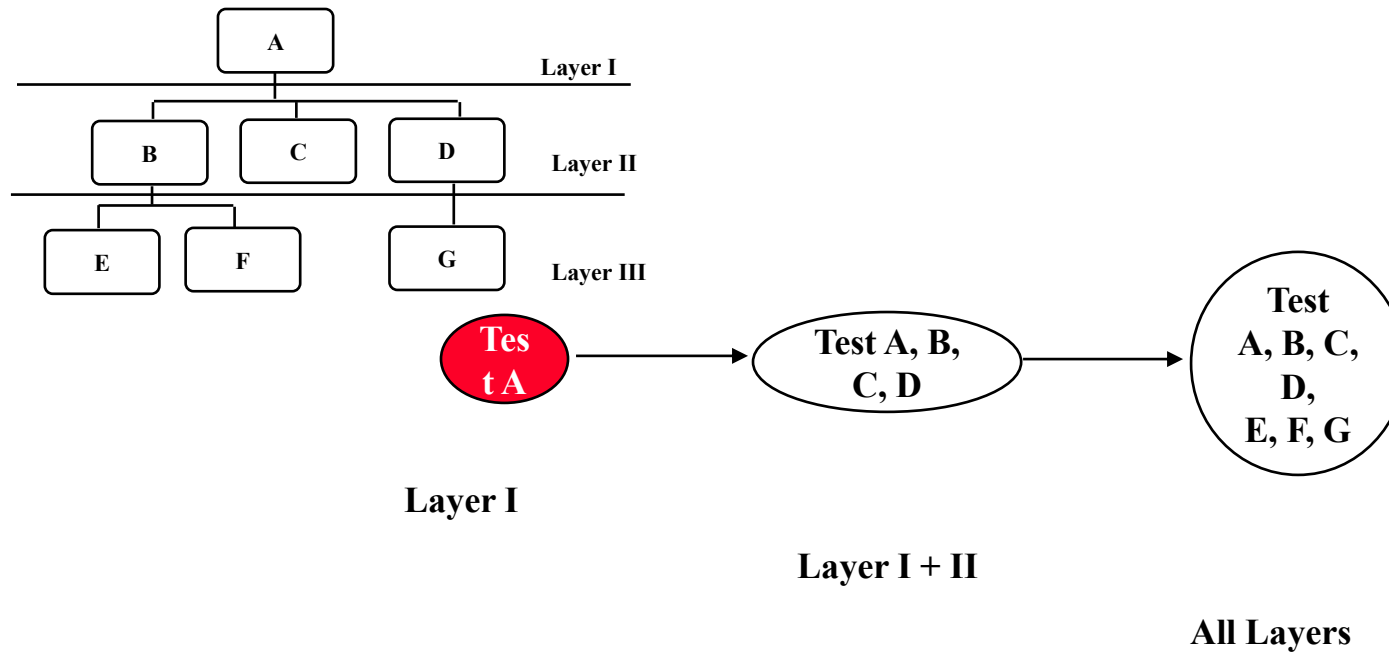 A
Layer I
B
C
D
Layer II
E
F
G
Layer III
Tes
t A
Test A, B,
C, D
Test
A, B, C,
D,
E, F, G
Layer I
Layer I + II
All Layers